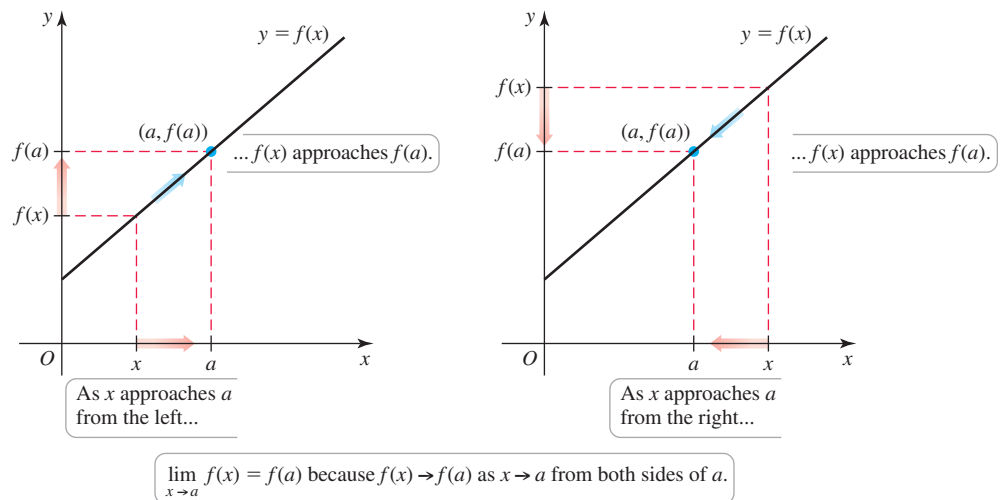 y
y = f(x)
(a, f(a))
f(a)
... f(x) approaches f(a).
f(x)
O
x
a
x
As x approaches a
from the left...
y
y = f(x)
f(x)
(a, f(a))
f(a)
... f(x) approaches f(a).
O
a
x
x
As x approaches a
from the right...
lim f(x) = f(a) because f(x) → f(a) as x → a from both sides of a.
x → a